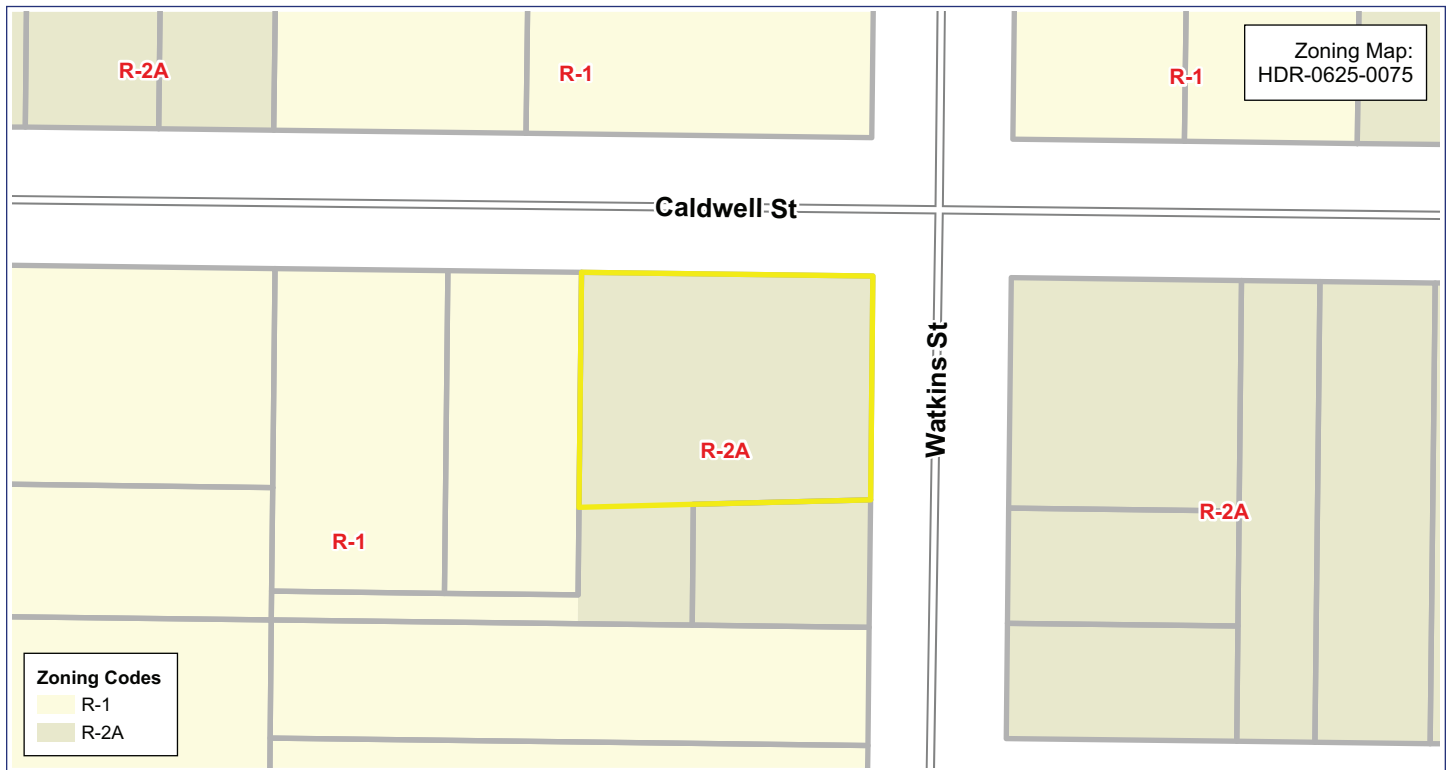 R-2A
R-1
R-1
Zoning Map:
HDR-0625-0075
Caldwell St
Watkins St
R-2A
R-2A
R-1
Zoning Codes
R-1
R-2A